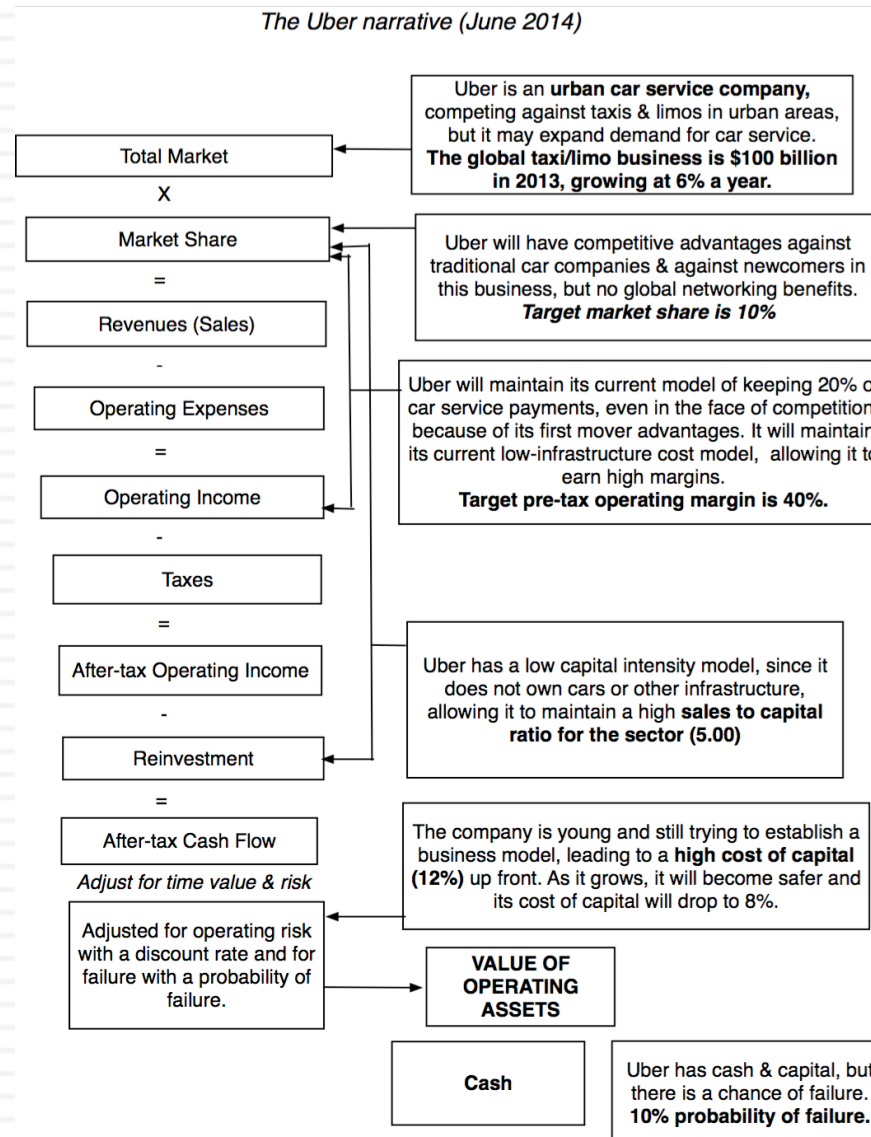 The Uber narrative (June 2014)
Uber is an urban car service company,
competing against taxis & limos in urban areas,
but it may expand demand for car service.
The global taxi/limo business is $100 billion
in 2013, growing at 6% a year.
Total Market
X
Market Share
Uber will have competitive advantages against
traditional car companies & against newcomers in
this business, but no global networking benefits.
Target market share is 10%
=
Revenues (Sales)
-
Operating Expenses
Uber will maintain its current model of keeping 20%
car service payments, even in the face of competition
because of its first mover advantages. It will maintain
its current low-infrastructure cost model, allowing it
earn high margins.
Target pre-tax operating margin is 40%.
=
Operating Income
-
Taxes
=
After-tax Operating Income
Uber has a low capital intensity model, since it
does not own cars or other infrastructure,
allowing it to maintain a high sales to capital
ratio for the sector (5.00)
-
Reinvestment
=
After-tax Cash Flow
The company is young and still trying to establish a
business model, leading to a high cost of capital
(12%) up front. As it grows, it will become safer and
its cost of capital will drop to 8%.
Adjust for time value & risk
Adjusted for operating risk
with a discount rate and for
failure with a probability of
failure.
VALUE OF
OPERATING
ASSETS
Cash
Uber has cash & capital, but
there is a chance of failure.
10% probability of failure.